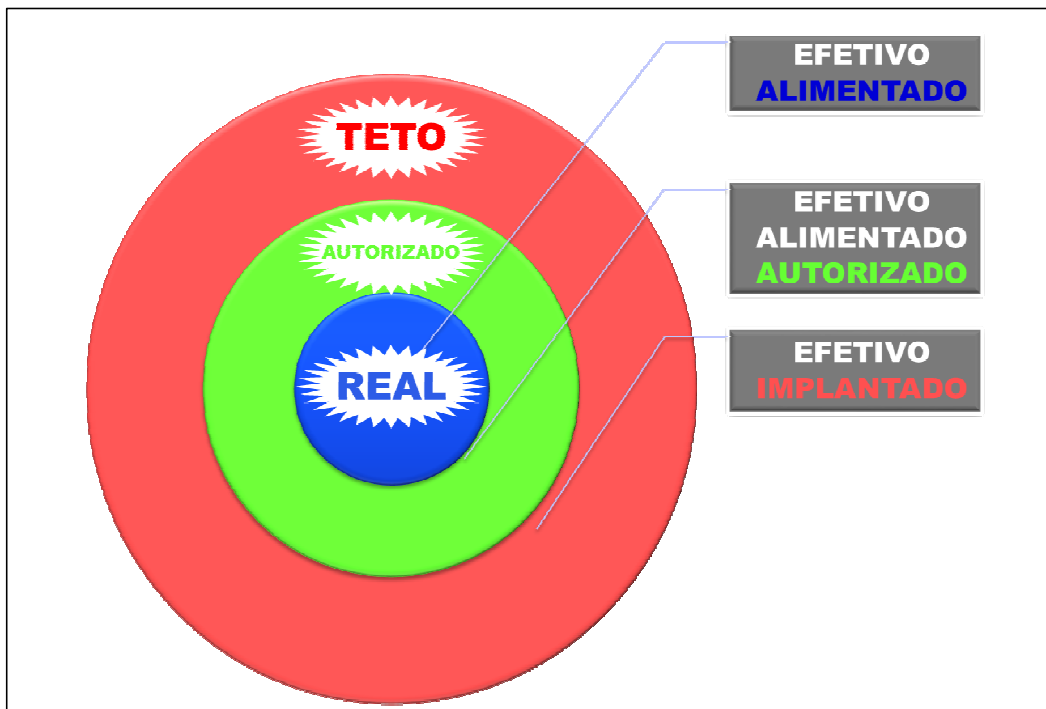 TETO
AUTORIZADO
REAL
EFETIVO
ALIMENTADO
EFETIVO
ALIMENTADO
AUTORIZADO
EFETIVO
IMPLANTADO